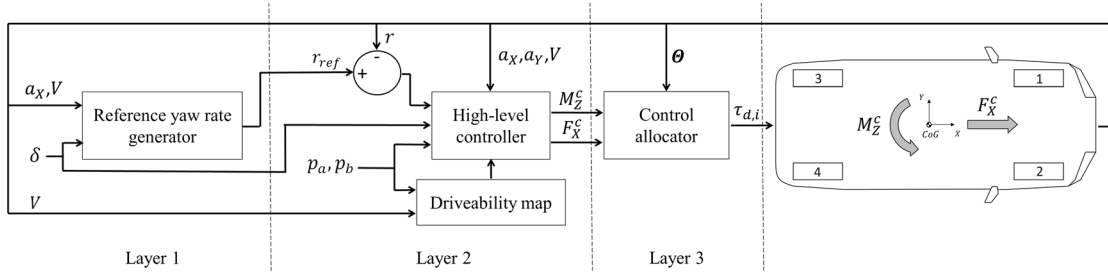 r
r_ref
+
-
a_X, a_Y, V
Θ
a_X, V
Reference yaw rate
generator
δ
High-level
controller
M_Z^c
F_X^c
Control
allocator
τ_{d,i}
p_a, p_b
Driveability map
V
3
1
M_Z^c
Y
CoG
X
F_X^c
4
2
Layer 1
Layer 2
Layer 3